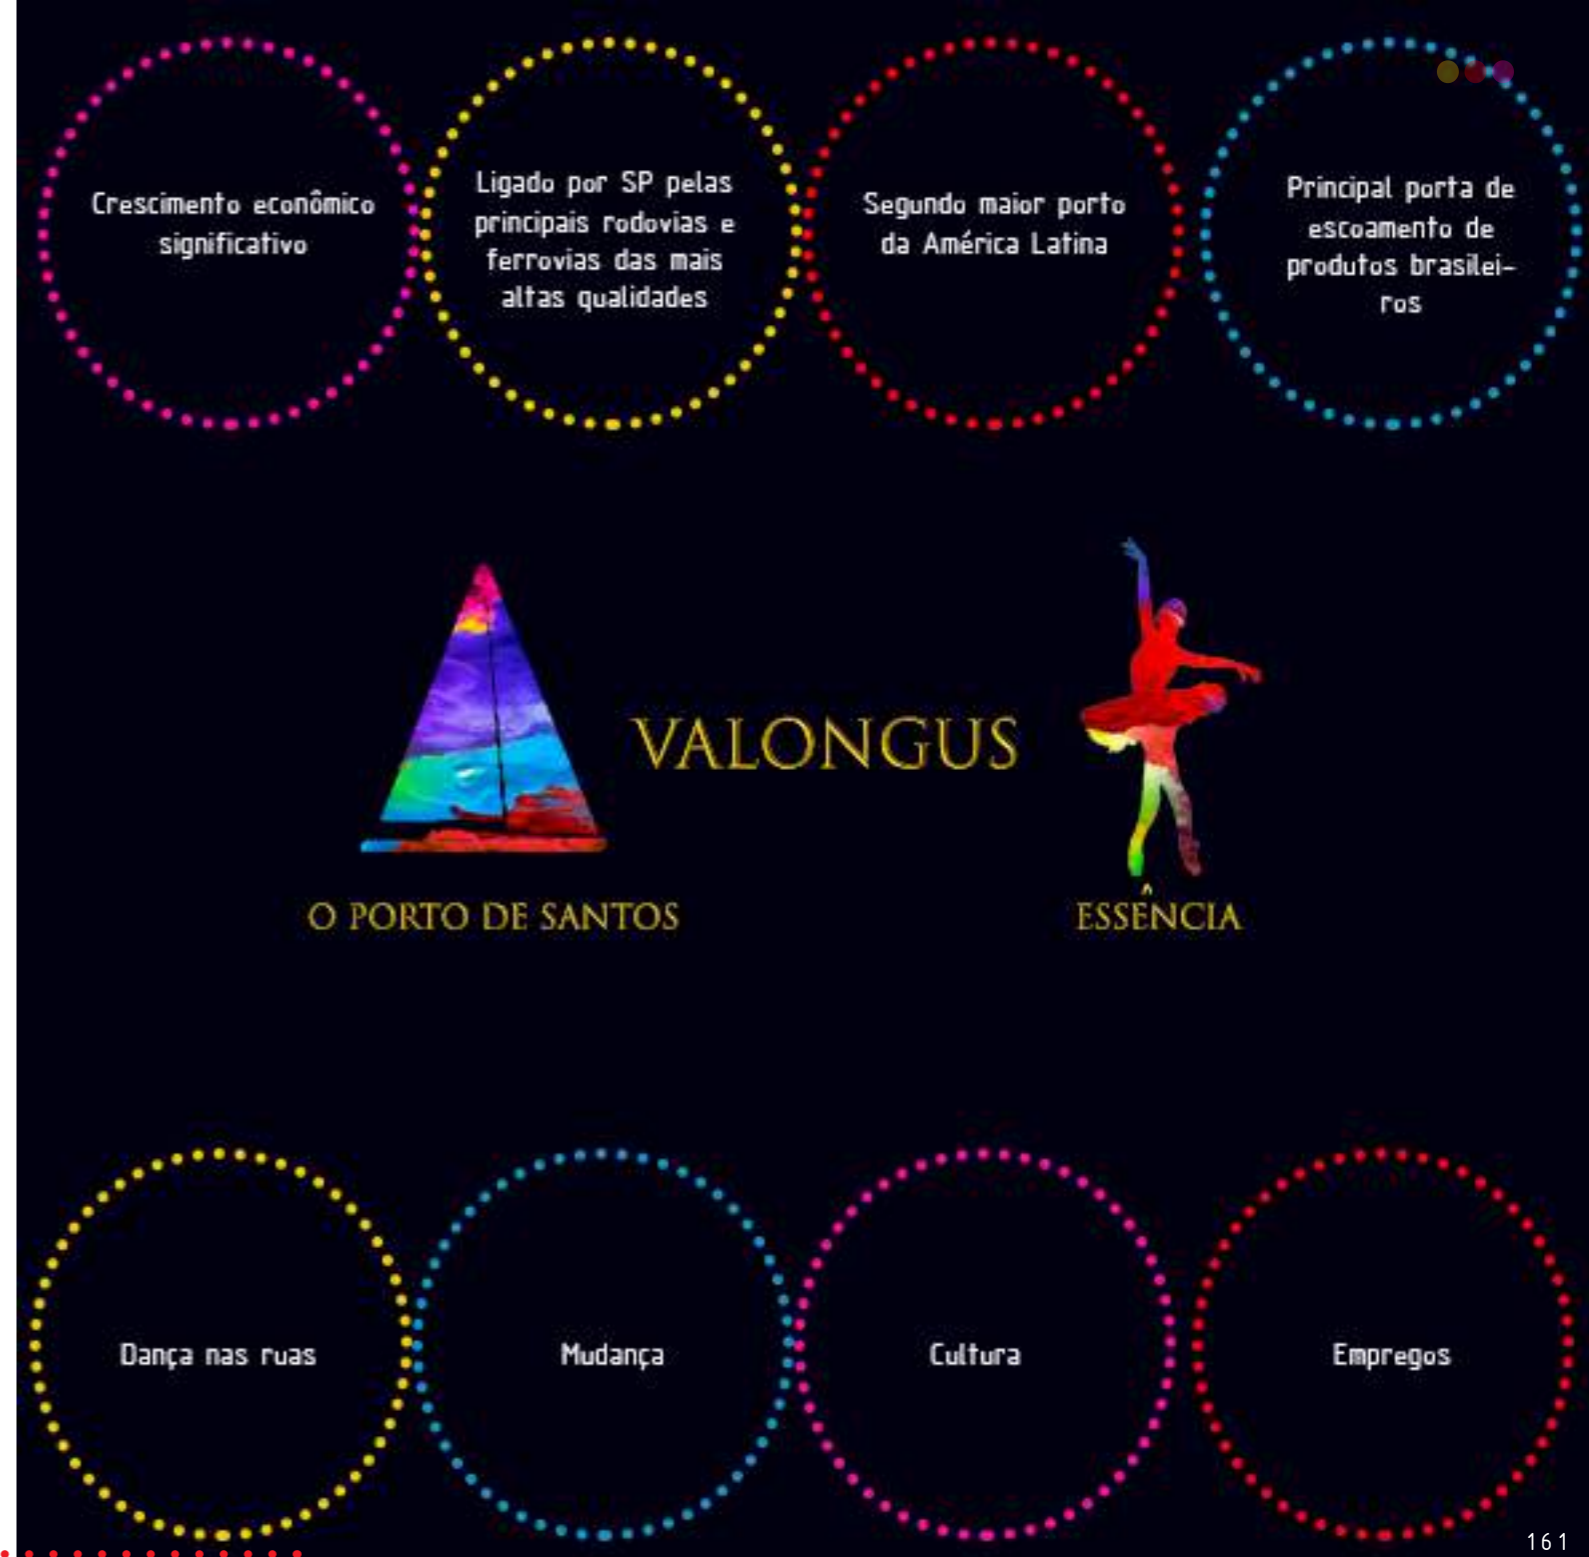 Crescimento econômico
significativo
Ligado por SP pelas
principais rodovias e
ferrovias das mais
altas qualidades
Segundo maior porto
da América Latina
Principal porta de
escoamento de
produtos brasilei-
ros
VALONGUS
O PORTO DE SANTOS
ESSÊNCIA
Dança nas ruas
Mudança
Cultura
Empregos
161